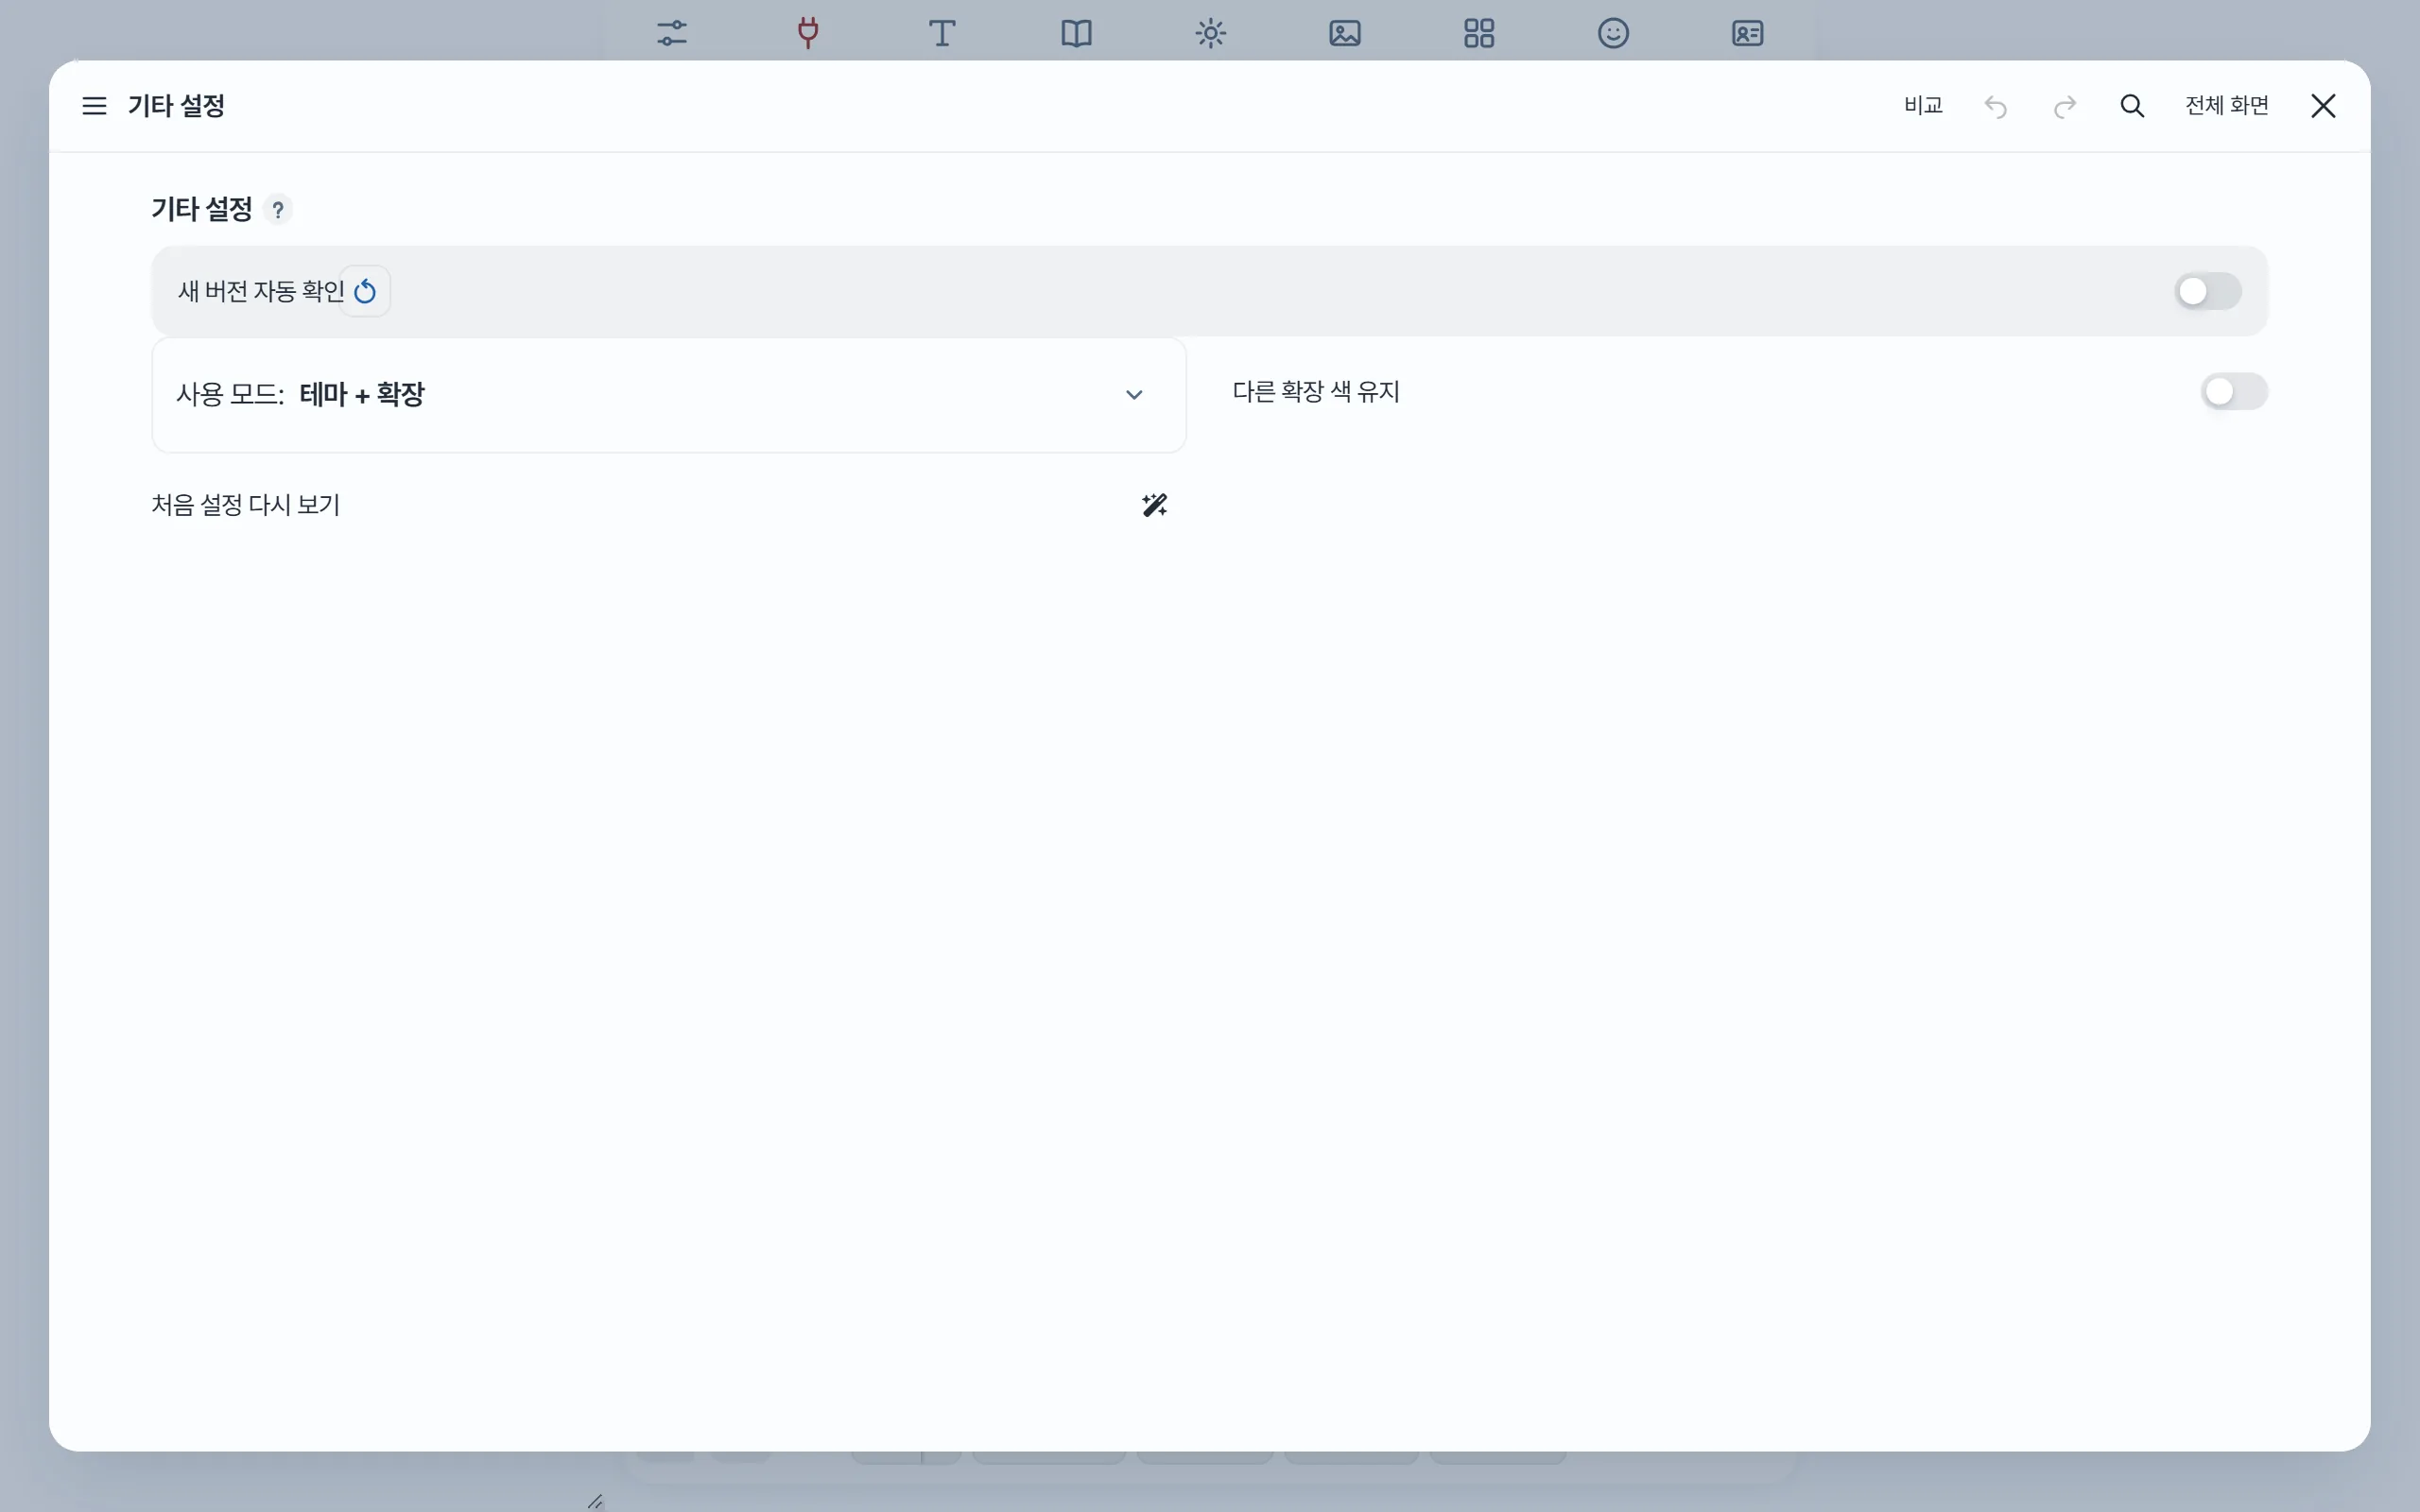 기타 설정
비교
전체 화면
기타 설정 ?
새 버전 자동 확인
사용 모드: 테마 + 확장
다른 확장 색 유지
처음 설정 다시 보기